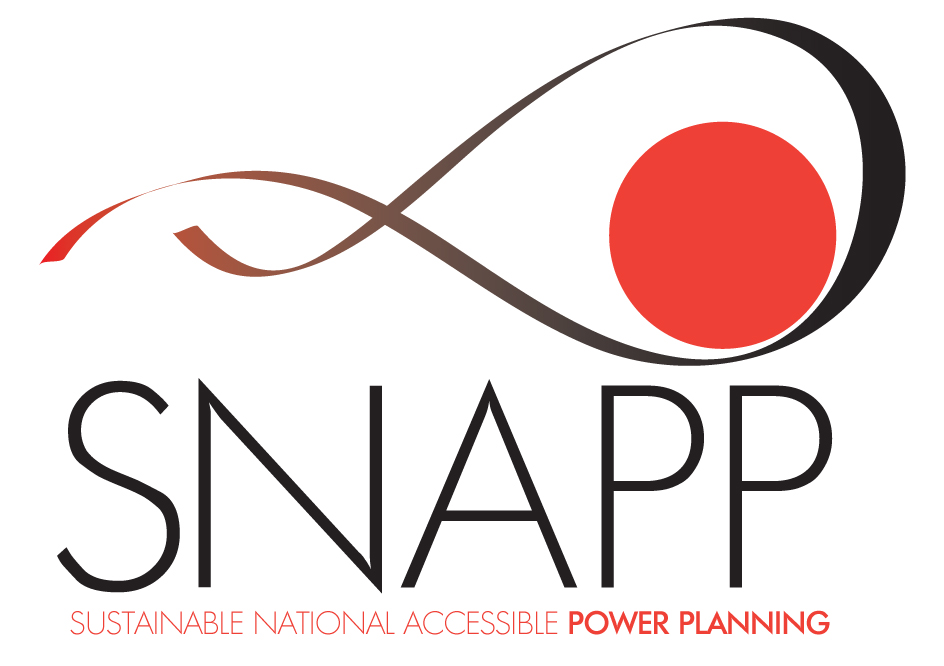 SNAPP
SUSTAINABLE NATIONAL ACCESSIBLE POWER PLANNING